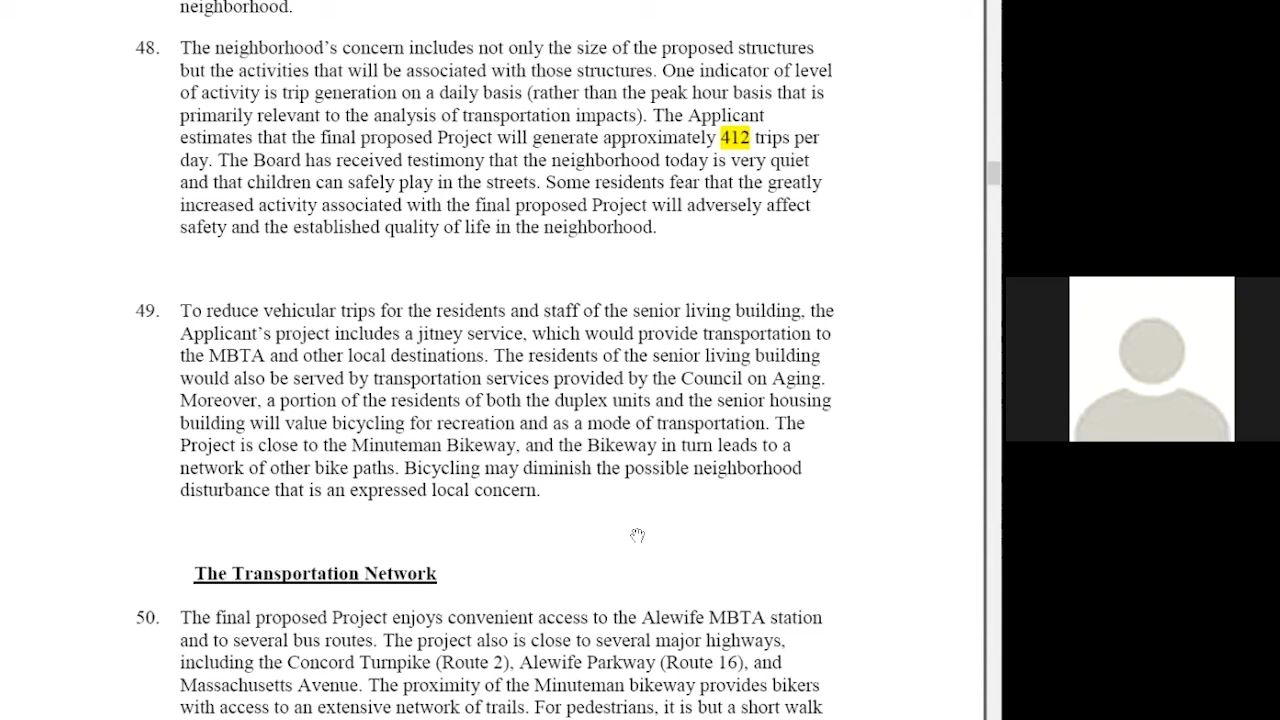 neighborhood.
48. The neighborhood’s concern includes not only the size of the proposed structures
but the activities that will be associated with those structures. One indicator of level
of activity is trip generation on a daily basis (rather than the peak hour basis that is
primarily relevant to the analysis of transportation impacts). The Applicant
estimates that the final proposed Project will generate approximately 412 trips per
day. The Board has received testimony that the neighborhood today is very quiet
and that children can safely play in the streets. Some residents fear that the greatly
increased activity associated with the final proposed Project will adversely affect
safety and the established quality of life in the neighborhood.
49. To reduce vehicular trips for the residents and staff of the senior living building, the
Applicant’s project includes a jitney service, which would provide transportation to
the MBTA and other local destinations. The residents of the senior living building
would also be served by transportation services provided by the Council on Aging.
Moreover, a portion of the residents of both the duplex units and the senior housing
building will value bicycling for recreation and as a mode of transportation. The
Project is close to the Minuteman Bikeway, and the Bikeway in turn leads to a
network of other bike paths. Bicycling may diminish the possible neighborhood
disturbance that is an expressed local concern.
The Transportation Network
50. The final proposed Project enjoys convenient access to the Alewife MBTA station
and to several bus routes. The project also is close to several major highways,
including the Concord Turnpike (Route 2), Alewife Parkway (Route 16), and
Massachusetts Avenue. The proximity of the Minuteman bikeway provides bikers
with access to an extensive network of trails. For pedestrians, it is but a short walk